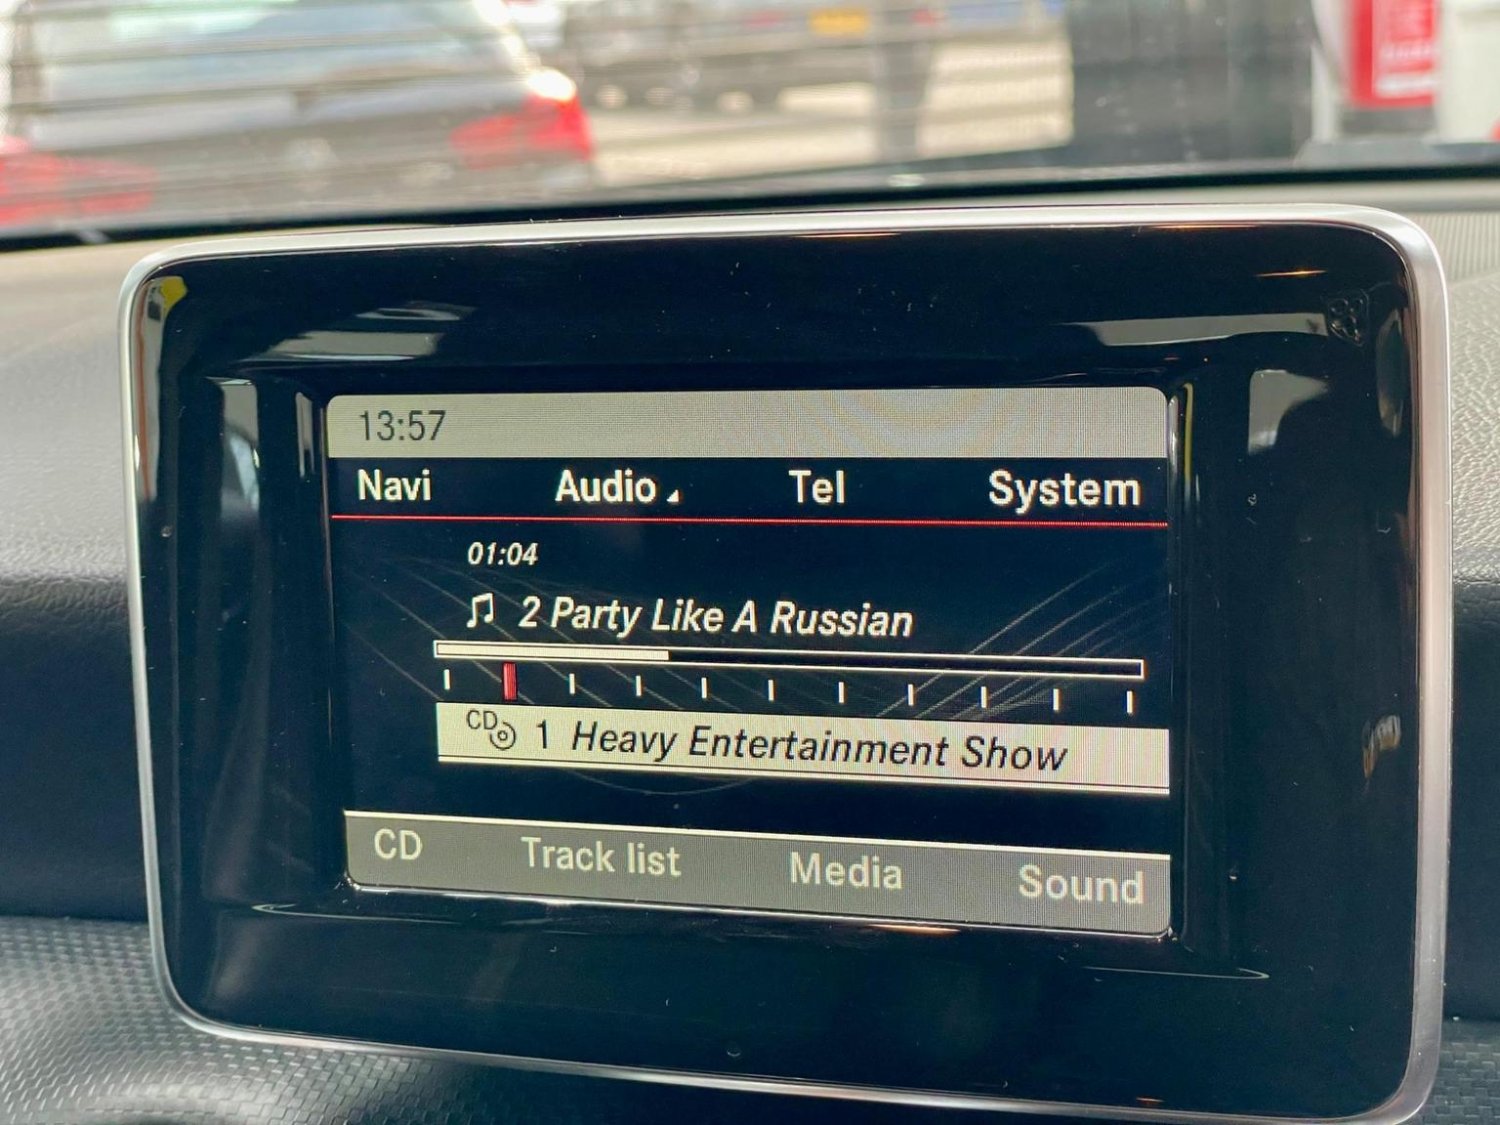 13:57
Navi Audio Tel System
01:04
2 Party Like A Russian
CD 1 Heavy Entertainment Show
CD Track list Media Sound